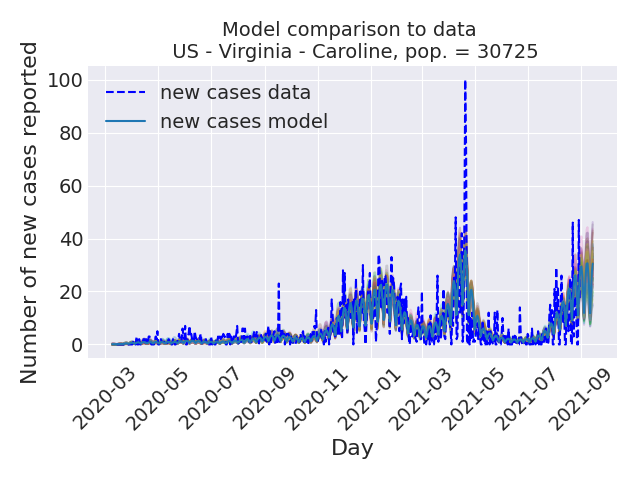 Model comparison to data
US - Virginia - Caroline, pop. = 30725
Number of new cases reported
100
80
60
40
20
0
new cases data
new cases model
2020-03
2020-05
2020-07
2020-09
2020-11
2021-01
2021-03
2021-05
2021-07
2021-09
Day